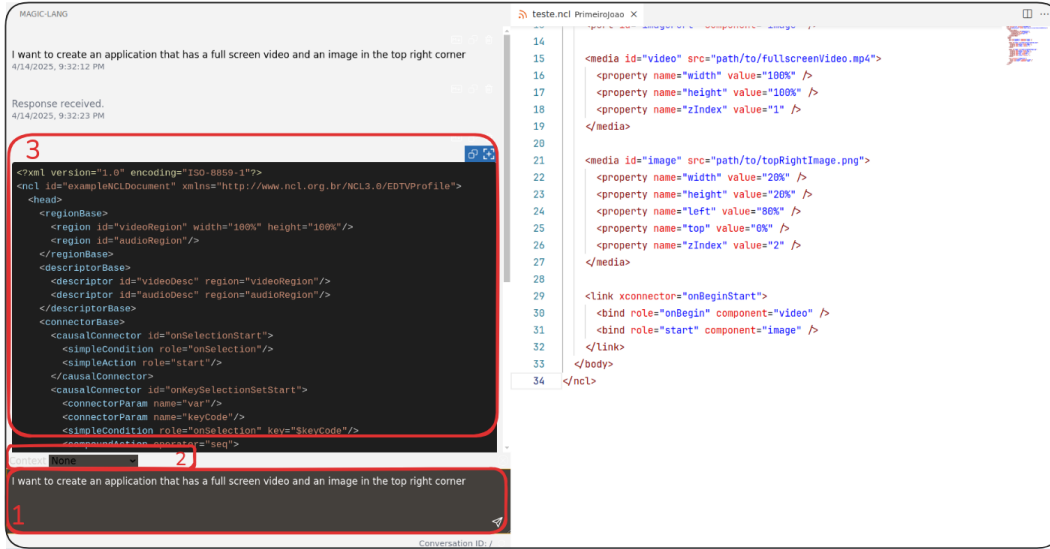 MAGIC-LANG
I want to create an application that has a full screen video and an image in the top right corner
4/14/2025, 9:32:12 PM
Response received.
4/14/2025, 9:32:23 PM
3
<?xml version="1.0" encoding="ISO-8859-1"?>
<ncl id="exampleNCLDocument" xmlns="http://www.ncl.org.br/NCL3.0/EDTVProfile">
<head>
<regionBase>
<region id="videoRegion" width="100%" height="100%"/>
<region id="audioRegion"/>
</regionBase>
<descriptorBase>
<descriptor id="videoDesc" region="videoRegion"/>
<descriptor id="audioDesc" region="audioRegion"/>
</descriptorBase>
<connectorBase>
<causalConnector id="onSelectionStart">
<simpleCondition role="onSelection"/>
<simpleAction role="start"/>
</causalConnector>
<causalConnector id="onKeySelectionSetStart">
<connectorParam name="var"/>
<connectorParam name="keyCode"/>
<simpleCondition role="onSelection" key="$keyCode"/>
<compoundAction operator="seq">
Context None 2
I want to create an application that has a full screen video and an image in the top right corner
1
Conversation ID: /
teste.ncl PrimeiroJoao
14
15 <media id="video" src="path/to/fullscreenVideo.mp4">
16 <property name="width" value="100%" />
17 <property name="height" value="100%" />
18 <property name="zIndex" value="1" />
19 </media>
20
21 <media id="image" src="path/to/topRightImage.png">
22 <property name="width" value="20%" />
23 <property name="height" value="20%" />
24 <property name="left" value="80%" />
25 <property name="top" value="0%" />
26 <property name="zIndex" value="2" />
27 </media>
28
29 <link xconnector="onBeginStart">
30 <bind role="onBegin" component="video" />
31 <bind role="start" component="image" />
32 </link>
33 </body>
34 </ncl>